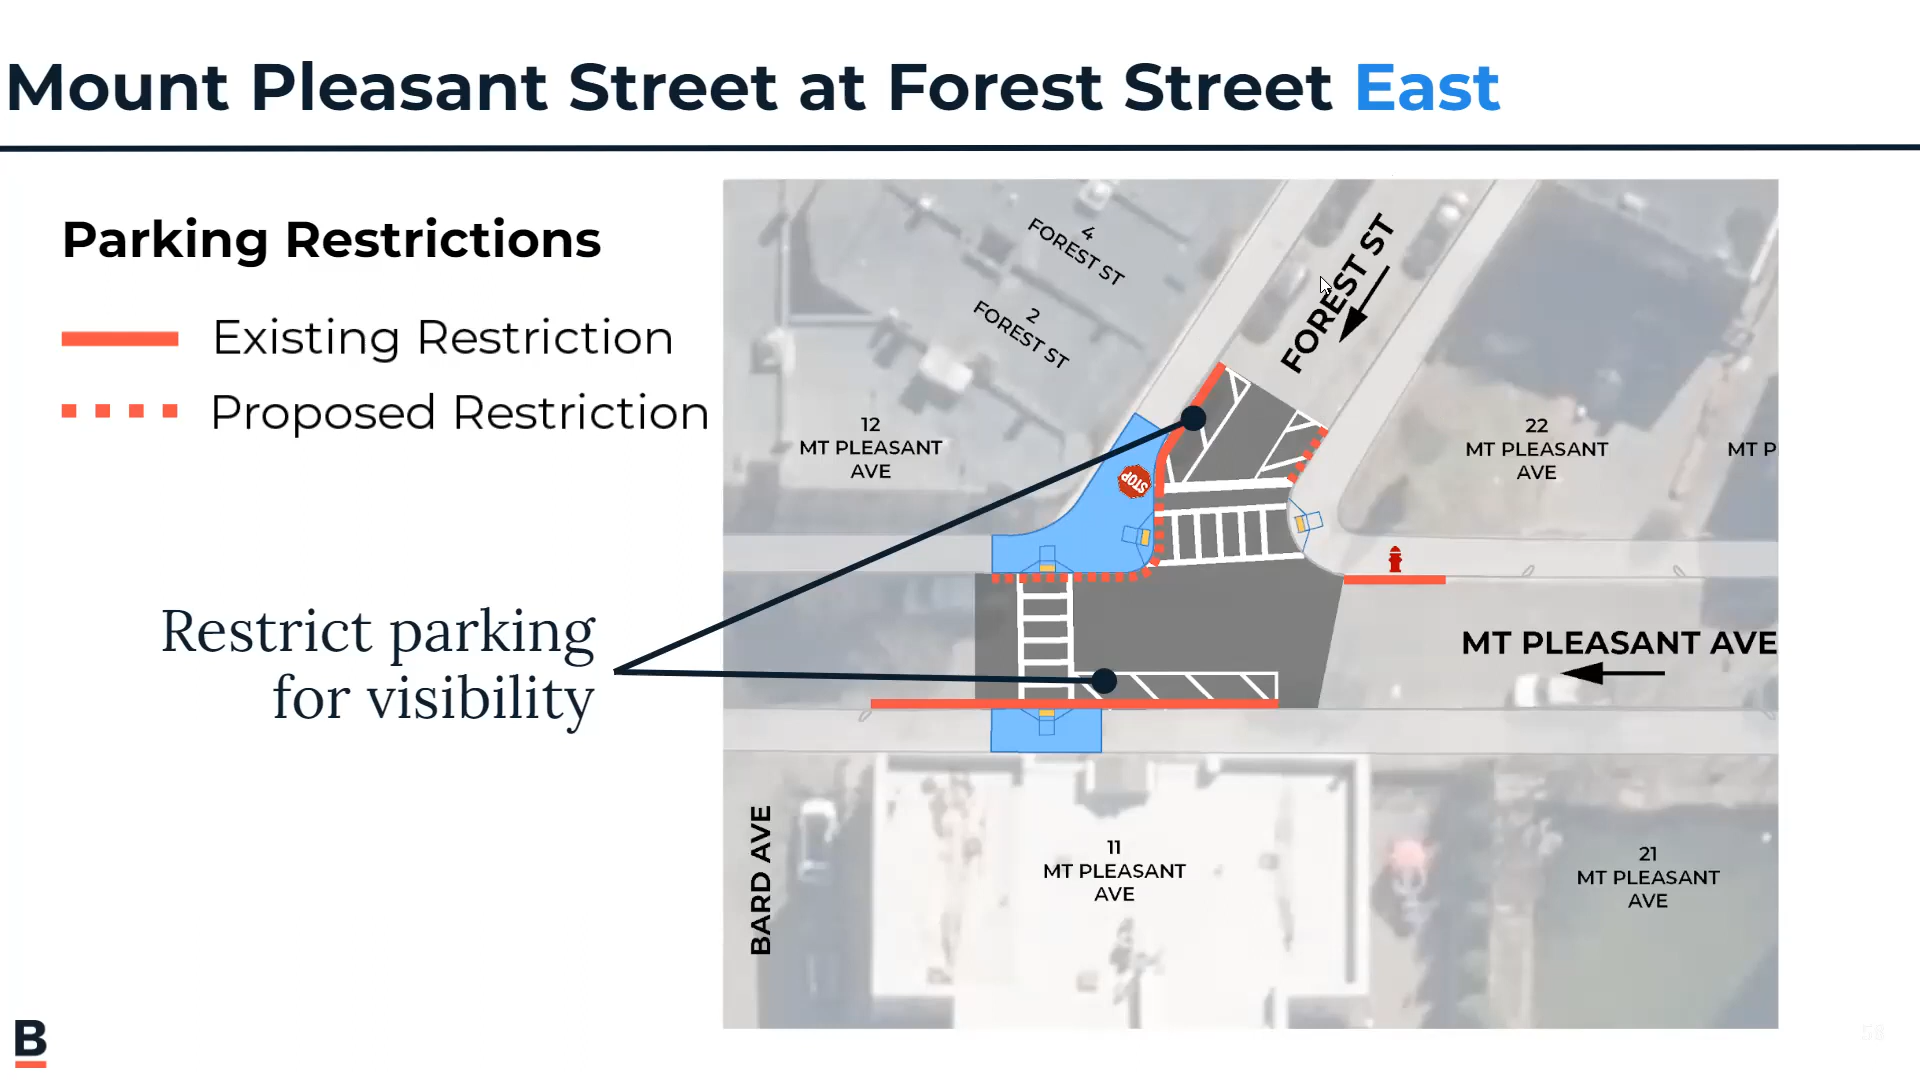 Mount Pleasant Street at Forest Street East
Parking Restrictions
Existing Restriction
Proposed Restriction
Restrict parking
for visibility
4
FOREST ST
2
FOREST ST
FOREST ST
12
MT PLEASANT
AVE
STOP
22
MT PLEASANT
AVE
MT P
MT PLEASANT AVE
BARD AVE
11
MT PLEASANT
AVE
21
MT PLEASANT
AVE
B